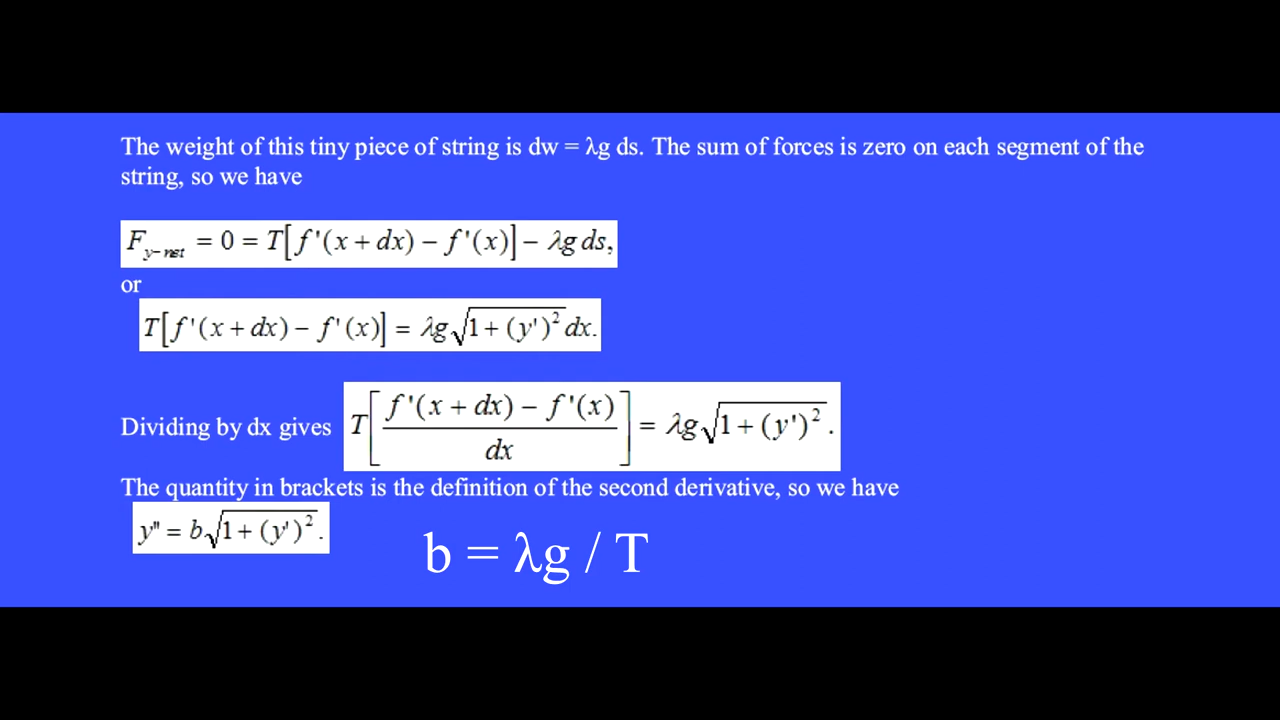 The weight of this tiny piece of string is dw = λg ds. The sum of forces is zero on each segment of the
string, so we have
F_{y-net} = 0 = T[f'(x + dx) − f'(x)] − λg ds,
or
T[f'(x + dx) − f'(x)] = λg√(1 + (y')²) dx.
Dividing by dx gives T[(f'(x + dx) − f'(x)) / dx] = λg√(1 + (y')²).
The quantity in brackets is the definition of the second derivative, so we have
y" = b√(1 + (y')²).
b = λg / T